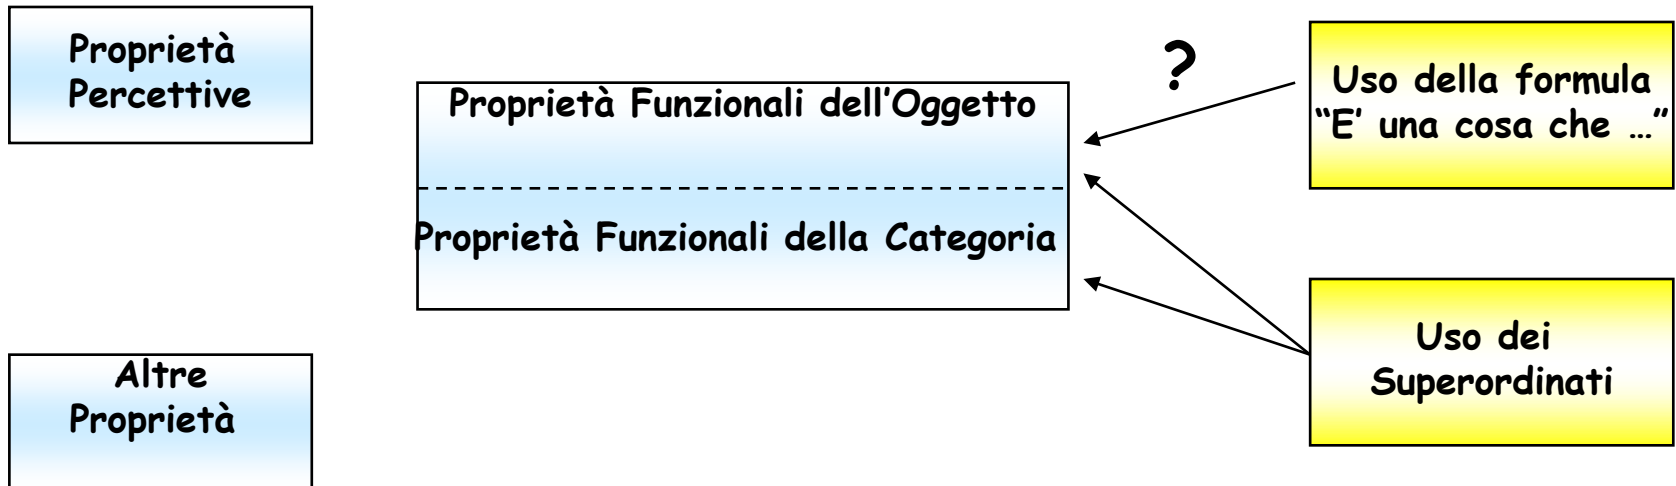 Proprietà
Percettive
Proprietà Funzionali dell'Oggetto
Proprietà Funzionali della Categoria
Altre
Proprietà
?
Uso della formula
“E' una cosa che …”
Uso dei
Superordinati